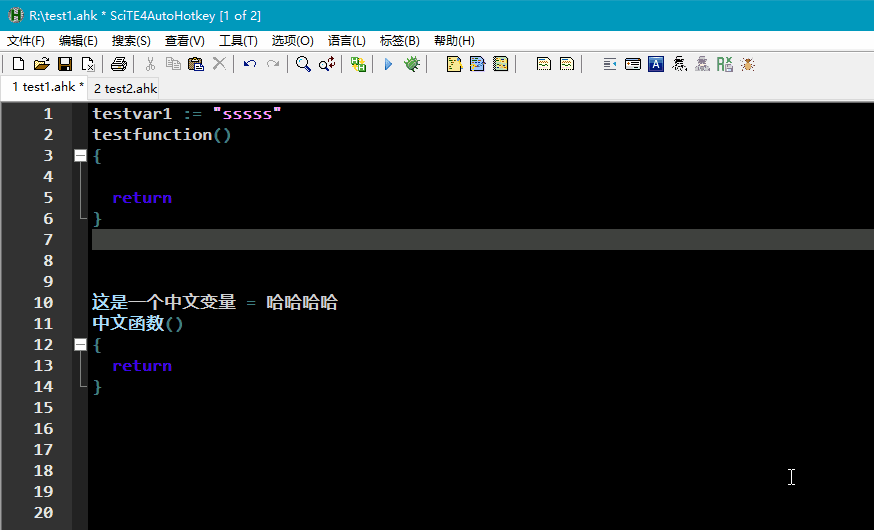 R:\test1.ahk * SciTE4AutoHotkey [1 of 2]
文件(F) 编辑(E) 搜索(S) 查看(V) 工具(T) 选项(O) 语言(L) 标签(B) 帮助(H)
1 test1.ahk * 2 test2.ahk
1 testvar1 := "sssss"
2 testfunction()
3 {
4
5 return
6 }
7
8
9
10 这是一个中文变量 = 哈哈哈哈
11 中文函数()
12 {
13 return
14 }
15
16
17
18
19
20